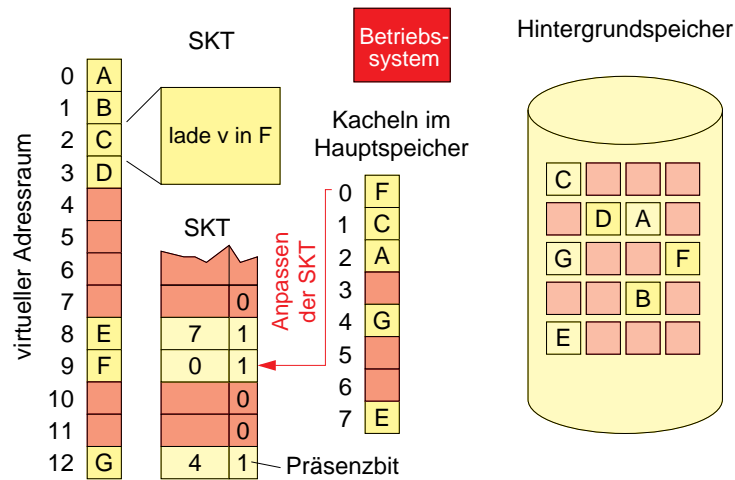 SKT
Betriebs-
system
Hintergrundspeicher
virtueller Adressraum
0 A
1 B
2 C
3 D
4
5
6
7
8 E
9 F
10
11
12 G
lade v in F
SKT
0
7 1
0 1
0
0
4 1
Präsenzbit
Anpassen
der SKT
Kacheln im
Hauptspeicher
0 F
1 C
2 A
3
4 G
5
6
7 E
C
D A
G F
B
E